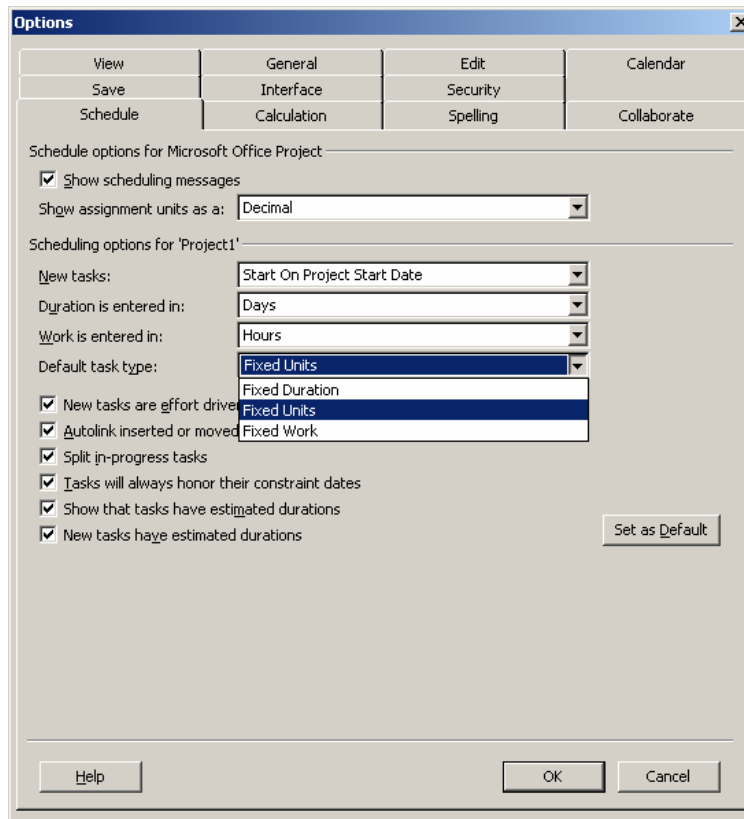 Options
View General Edit Calendar
Save Interface Security
Schedule Calculation Spelling Collaborate
Schedule options for Microsoft Office Project
Show scheduling messages
Show assignment units as a: Decimal
Scheduling options for 'Project1'
New tasks: Start On Project Start Date
Duration is entered in: Days
Work is entered in: Hours
Default task type: Fixed Units
Fixed Duration
New tasks are effort driven Fixed Units
Autolink inserted or moved Fixed Work
Split in-progress tasks
Tasks will always honor their constraint dates
Show that tasks have estimated durations
New tasks have estimated durations Set as Default
Help OK Cancel